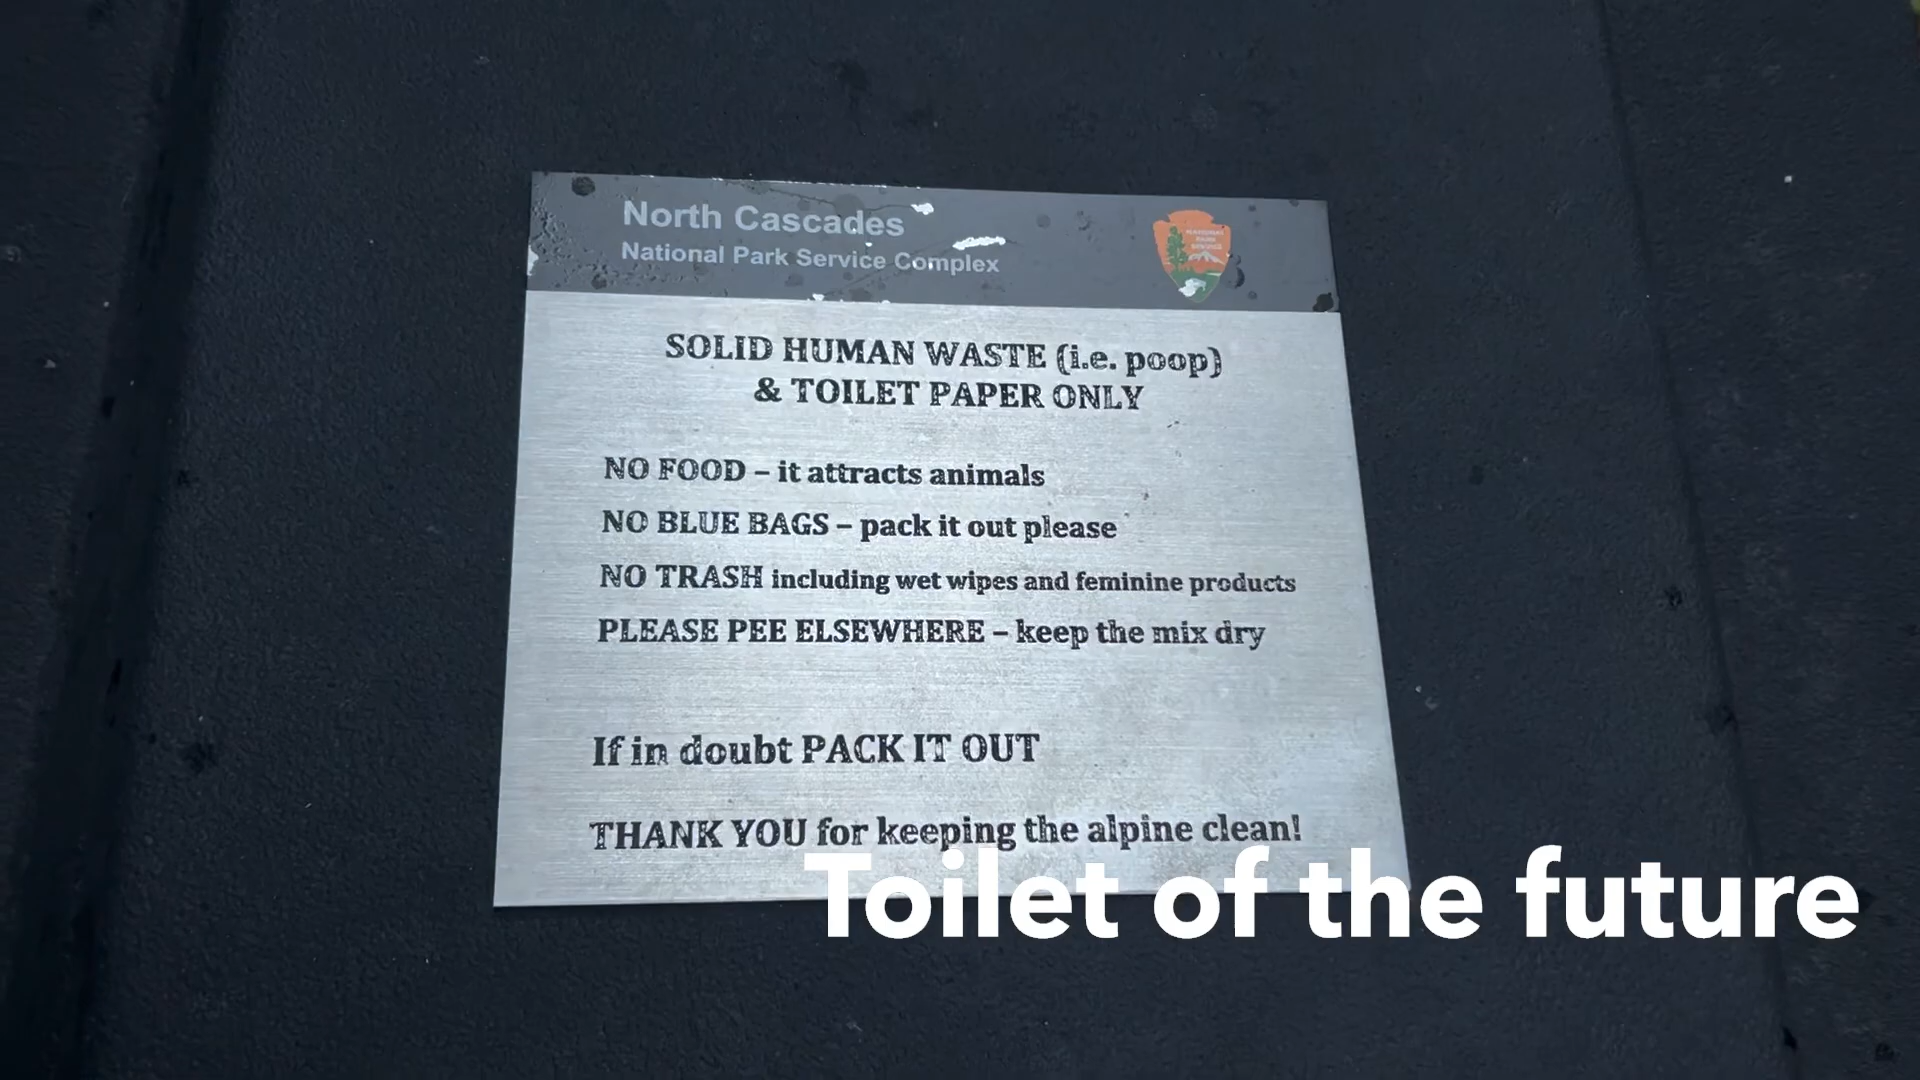 North Cascades
National Park Service Complex
NATIONAL
PARK
SERVICE
SOLID HUMAN WASTE (i.e. poop)
& TOILET PAPER ONLY
NO FOOD – it attracts animals
NO BLUE BAGS – pack it out please
NO TRASH including wet wipes and feminine products
PLEASE PEE ELSEWHERE – keep the mix dry
If in doubt PACK IT OUT
THANK YOU for keeping the alpine clean!
Toilet of the future